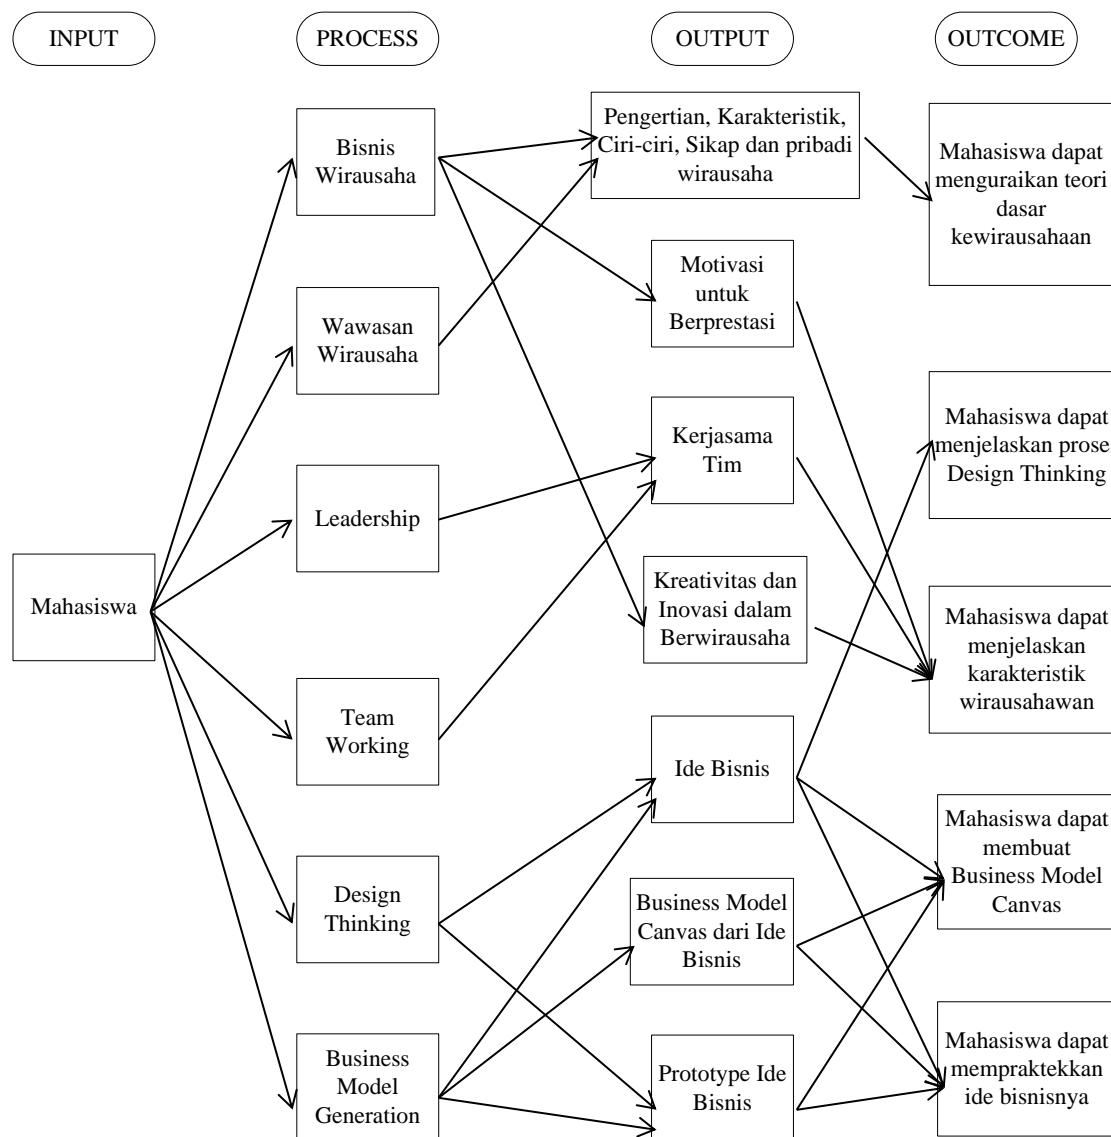 INPUT
PROCESS
OUTPUT
OUTCOME
Mahasiswa
Bisnis
Wirausaha
Wawasan
Wirausaha
Leadership
Team
Working
Design
Thinking
Business
Model
Generation
Pengertian, Karakteristik,
Ciri-ciri, Sikap dan pribadi
wirausaha
Motivasi
untuk
Berprestasi
Kerjasama
Tim
Kreativitas dan
Inovasi dalam
Berwirausaha
Ide Bisnis
Business Model
Canvas dari Ide
Bisnis
Prototype Ide
Bisnis
Mahasiswa dapat
menguraikan teori
dasar
kewirausahaan
Mahasiswa dapat
menjelaskan prose
Design Thinking
Mahasiswa dapat
menjelaskan
karakteristik
wirausahawan
Mahasiswa dapat
membuat
Business Model
Canvas
Mahasiswa dapat
mempraktekkan
ide bisnisnya